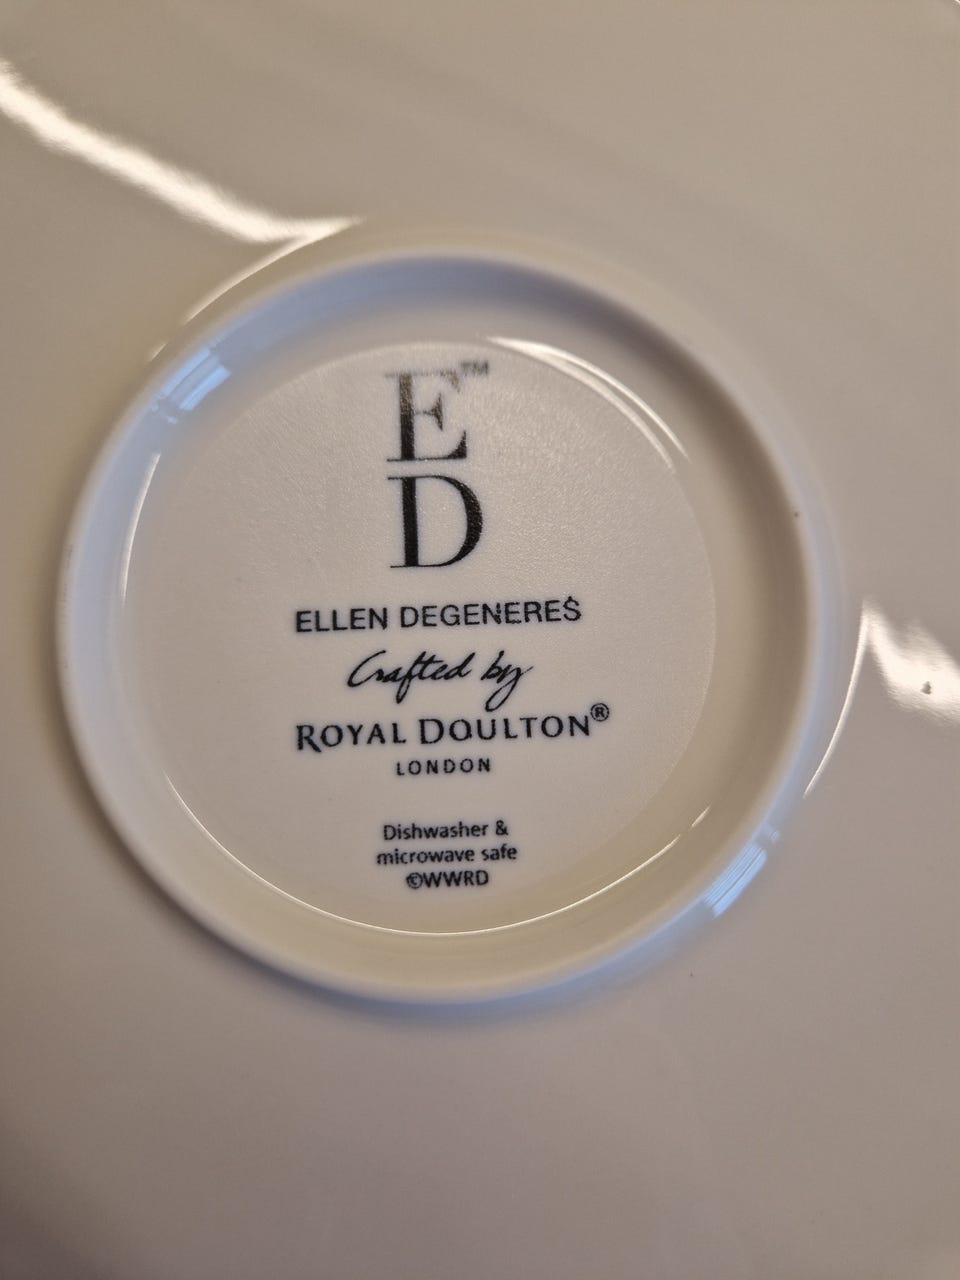 E™
D
ELLEN DEGENERES
Crafted by
ROYAL DOULTON®
LONDON
Dishwasher &
microwave safe
©WWRD